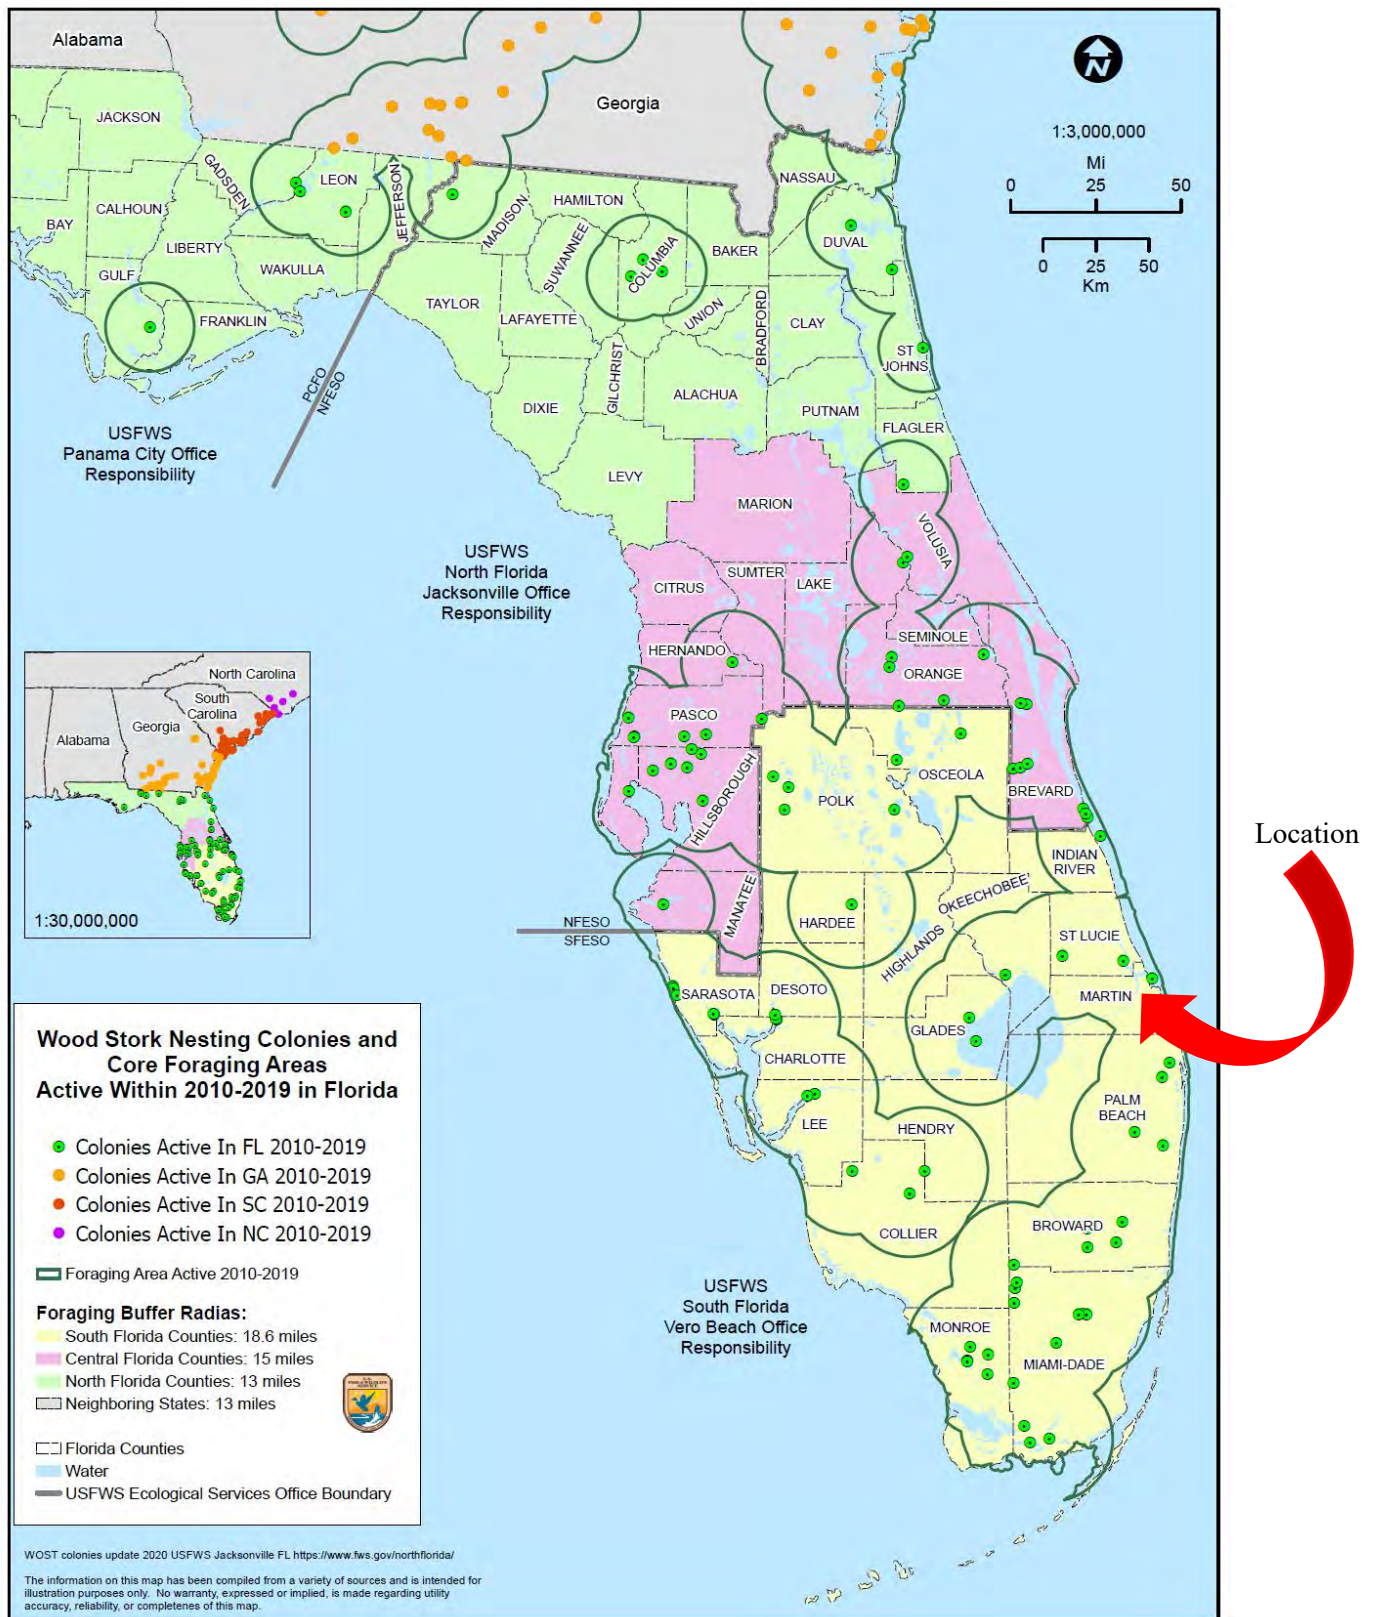 Alabama
Georgia
N
1:3,000,000
Mi
0 25 50
0 25 50
Km
JACKSON
GADSDEN
LEON
JEFFERSON
MADISON
HAMILTON
NASSAU
BAY
CALHOUN
LIBERTY
WAKULLA
SUWANNEE
COLUMBIA
BAKER
DUVAL
GULF
FRANKLIN
TAYLOR
LAFAYETTE
UNION
BRADFORD
CLAY
ST
JOHNS
GILCHRIST
DIXIE
ALACHUA
PUTNAM
FLAGLER
PCFO
NFESO
USFWS
Panama City Office
Responsibility
LEVY
MARION
VOLUSIA
USFWS
North Florida
Jacksonville Office
Responsibility
CITRUS
SUMTER
LAKE
HERNANDO
SEMINOLE
ORANGE
PASCO
OSCEOLA
HILLSBOROUGH
POLK
BREVARD
INDIAN
RIVER
Location
MANATEE
HARDEE
OKEECHOBEE
HIGHLANDS
ST LUCIE
NFESO
SFESO
SARASOTA
DESOTO
MARTIN
GLADES
CHARLOTTE
LEE
HENDRY
PALM
BEACH
COLLIER
BROWARD
USFWS
South Florida
Vero Beach Office
Responsibility
MONROE
MIAMI-DADE
North Carolina
South
Carolina
Georgia
Alabama
1:30,000,000
Wood Stork Nesting Colonies and
Core Foraging Areas
Active Within 2010-2019 in Florida
Colonies Active In FL 2010-2019
Colonies Active In GA 2010-2019
Colonies Active In SC 2010-2019
Colonies Active In NC 2010-2019
Foraging Area Active 2010-2019
Foraging Buffer Radias:
South Florida Counties: 18.6 miles
Central Florida Counties: 15 miles
North Florida Counties: 13 miles
Neighboring States: 13 miles
Florida Counties
Water
USFWS Ecological Services Office Boundary
WOST colonies update 2020 USFWS Jacksonville FL https://www.fws.gov/northflorida/
The information on this map has been compiled from a variety of sources and is intended for
illustration purposes only. No warranty, expressed or implied, is made regarding utility
accuracy, reliability, or completenes of this map.